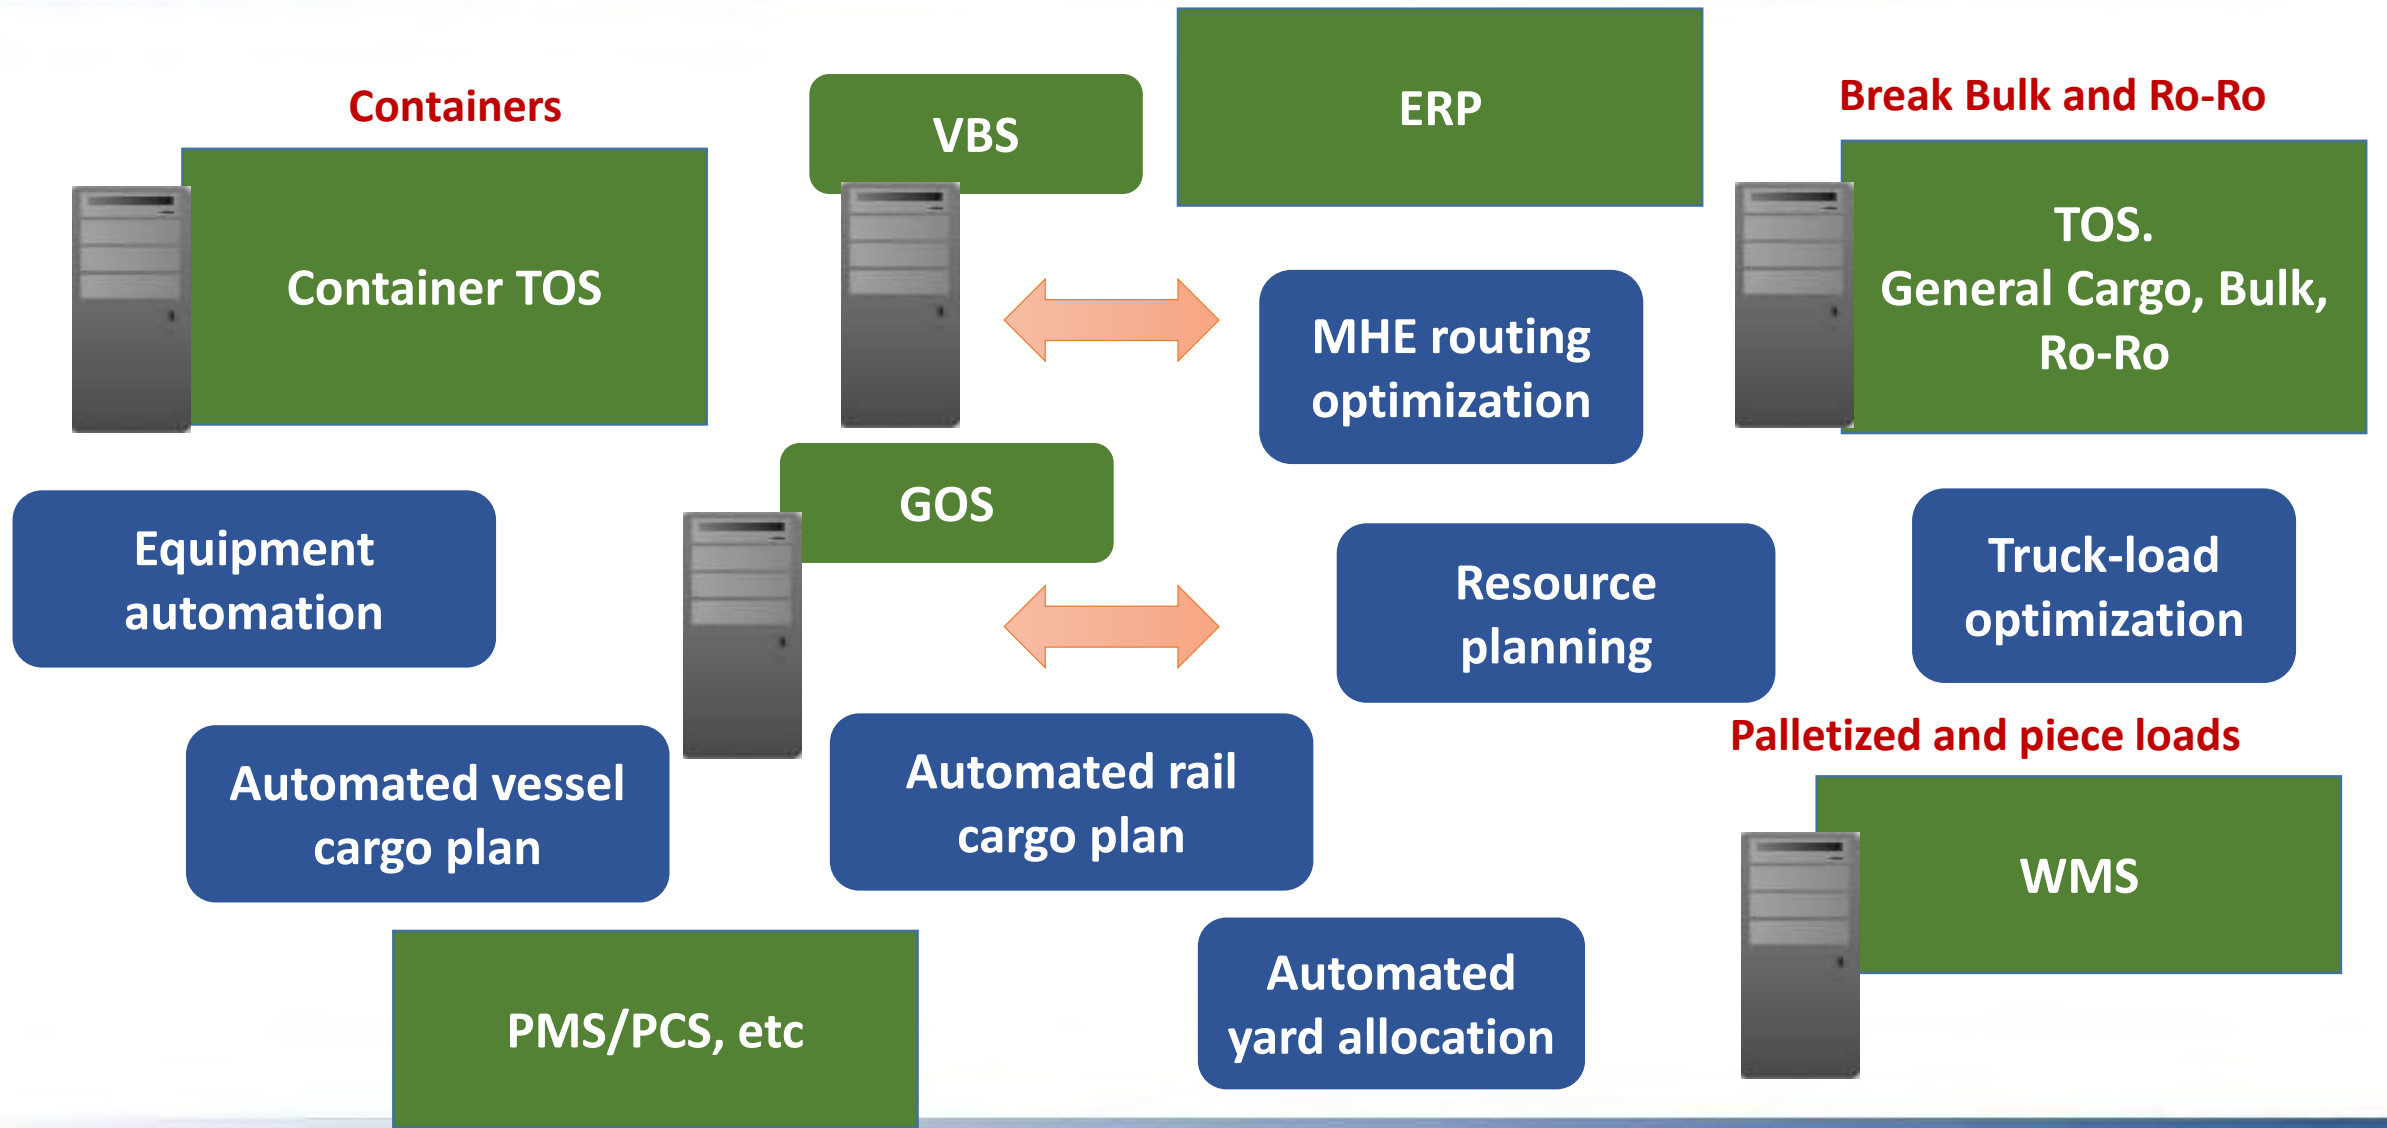 Containers
VBS
ERP
Break Bulk and Ro-Ro
Container TOS
TOS.
General Cargo, Bulk,
Ro-Ro
MHE routing
optimization
GOS
Equipment
automation
Resource
planning
Truck-load
optimization
Automated vessel
cargo plan
Automated rail
cargo plan
Palletized and piece loads
WMS
PMS/PCS, etc
Automated
yard allocation